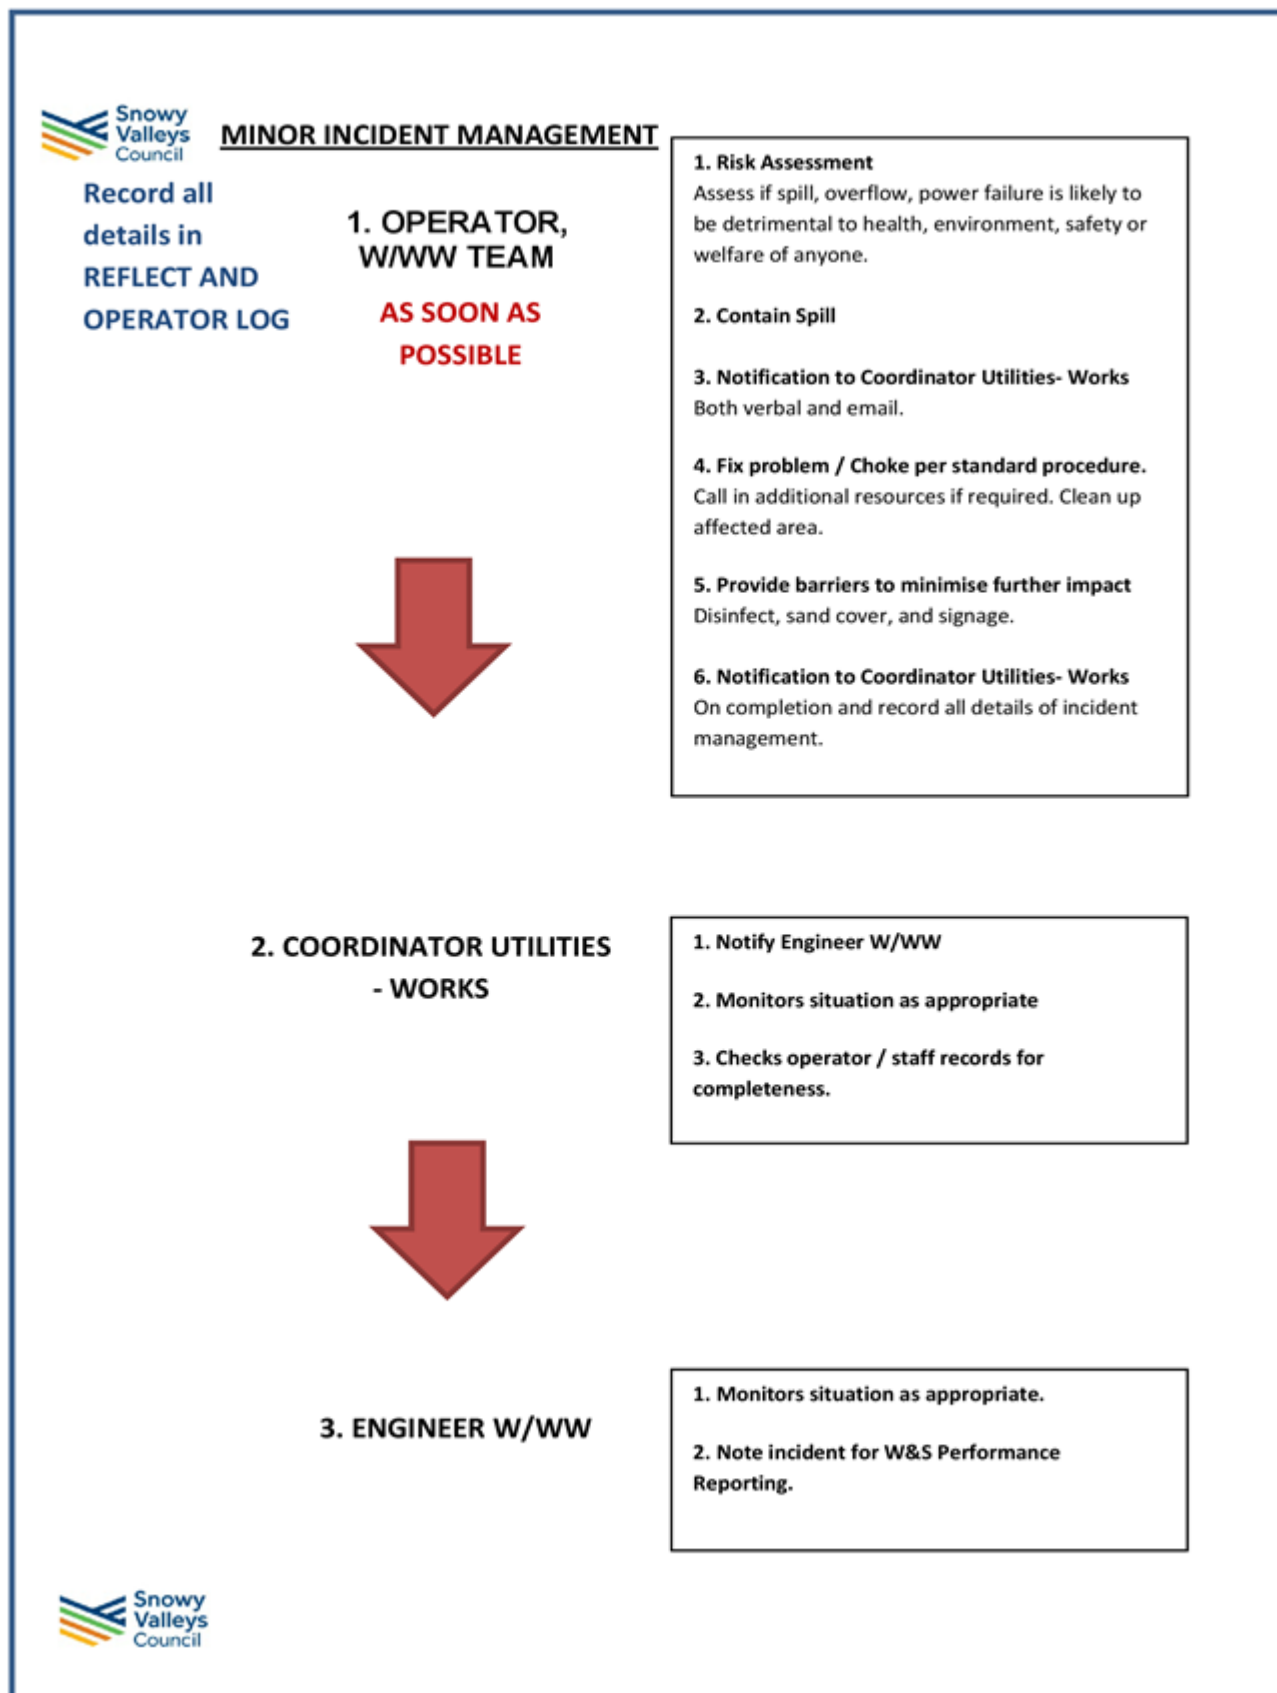 Snowy
Valleys
Council
MINOR INCIDENT MANAGEMENT
Record all
details in
REFLECT AND
OPERATOR LOG
1. OPERATOR,
W/WW TEAM
AS SOON AS
POSSIBLE
1. Risk Assessment
Assess if spill, overflow, power failure is likely to
be detrimental to health, environment, safety or
welfare of anyone.
2. Contain Spill
3. Notification to Coordinator Utilities- Works
Both verbal and email.
4. Fix problem / Choke per standard procedure.
Call in additional resources if required. Clean up
affected area.
5. Provide barriers to minimise further impact
Disinfect, sand cover, and signage.
6. Notification to Coordinator Utilities- Works
On completion and record all details of incident
management.
2. COORDINATOR UTILITIES
- WORKS
1. Notify Engineer W/WW
2. Monitors situation as appropriate
3. Checks operator / staff records for
completeness.
3. ENGINEER W/WW
1. Monitors situation as appropriate.
2. Note incident for W&S Performance
Reporting.
Snowy
Valleys
Council